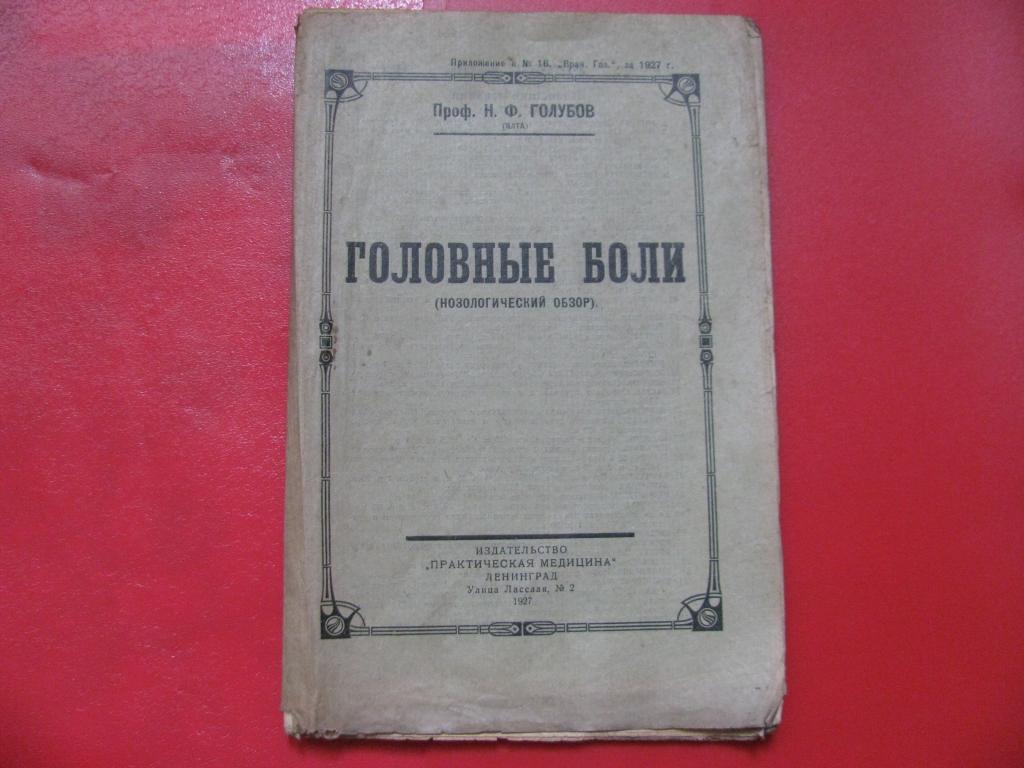 Приложение к № 16. „Врач. Газ.", за 1927 г.
Проф. Н. Ф. ГОЛУБОВ
(ЯЛТА)
ГОЛОВНЫЕ БОЛИ
(НОЗОЛОГИЧЕСКИЙ ОБЗОР).
ИЗДАТЕЛЬСТВО
„ПРАКТИЧЕСКАЯ МЕДИЦИНА"
ЛЕНИНГРАД
Улица Лассаля, № 2
1927